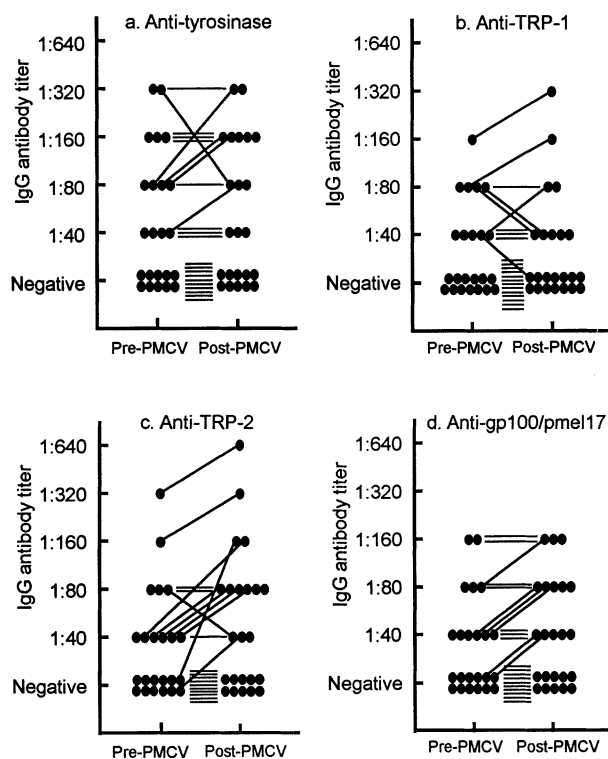 a. Anti-tyrosinase
IgG antibody titer
1:640
1:320
1:160
1:80
1:40
Negative
Pre-PMCV
Post-PMCV
b. Anti-TRP-1
IgG antibody titer
1:640
1:320
1:160
1:80
1:40
Negative
Pre-PMCV
Post-PMCV
c. Anti-TRP-2
IgG antibody titer
1:640
1:320
1:160
1:80
1:40
Negative
Pre-PMCV
Post-PMCV
d. Anti-gp100/pmel17
IgG antibody titer
1:640
1:320
1:160
1:80
1:40
Negative
Pre-PMCV
Post-PMCV